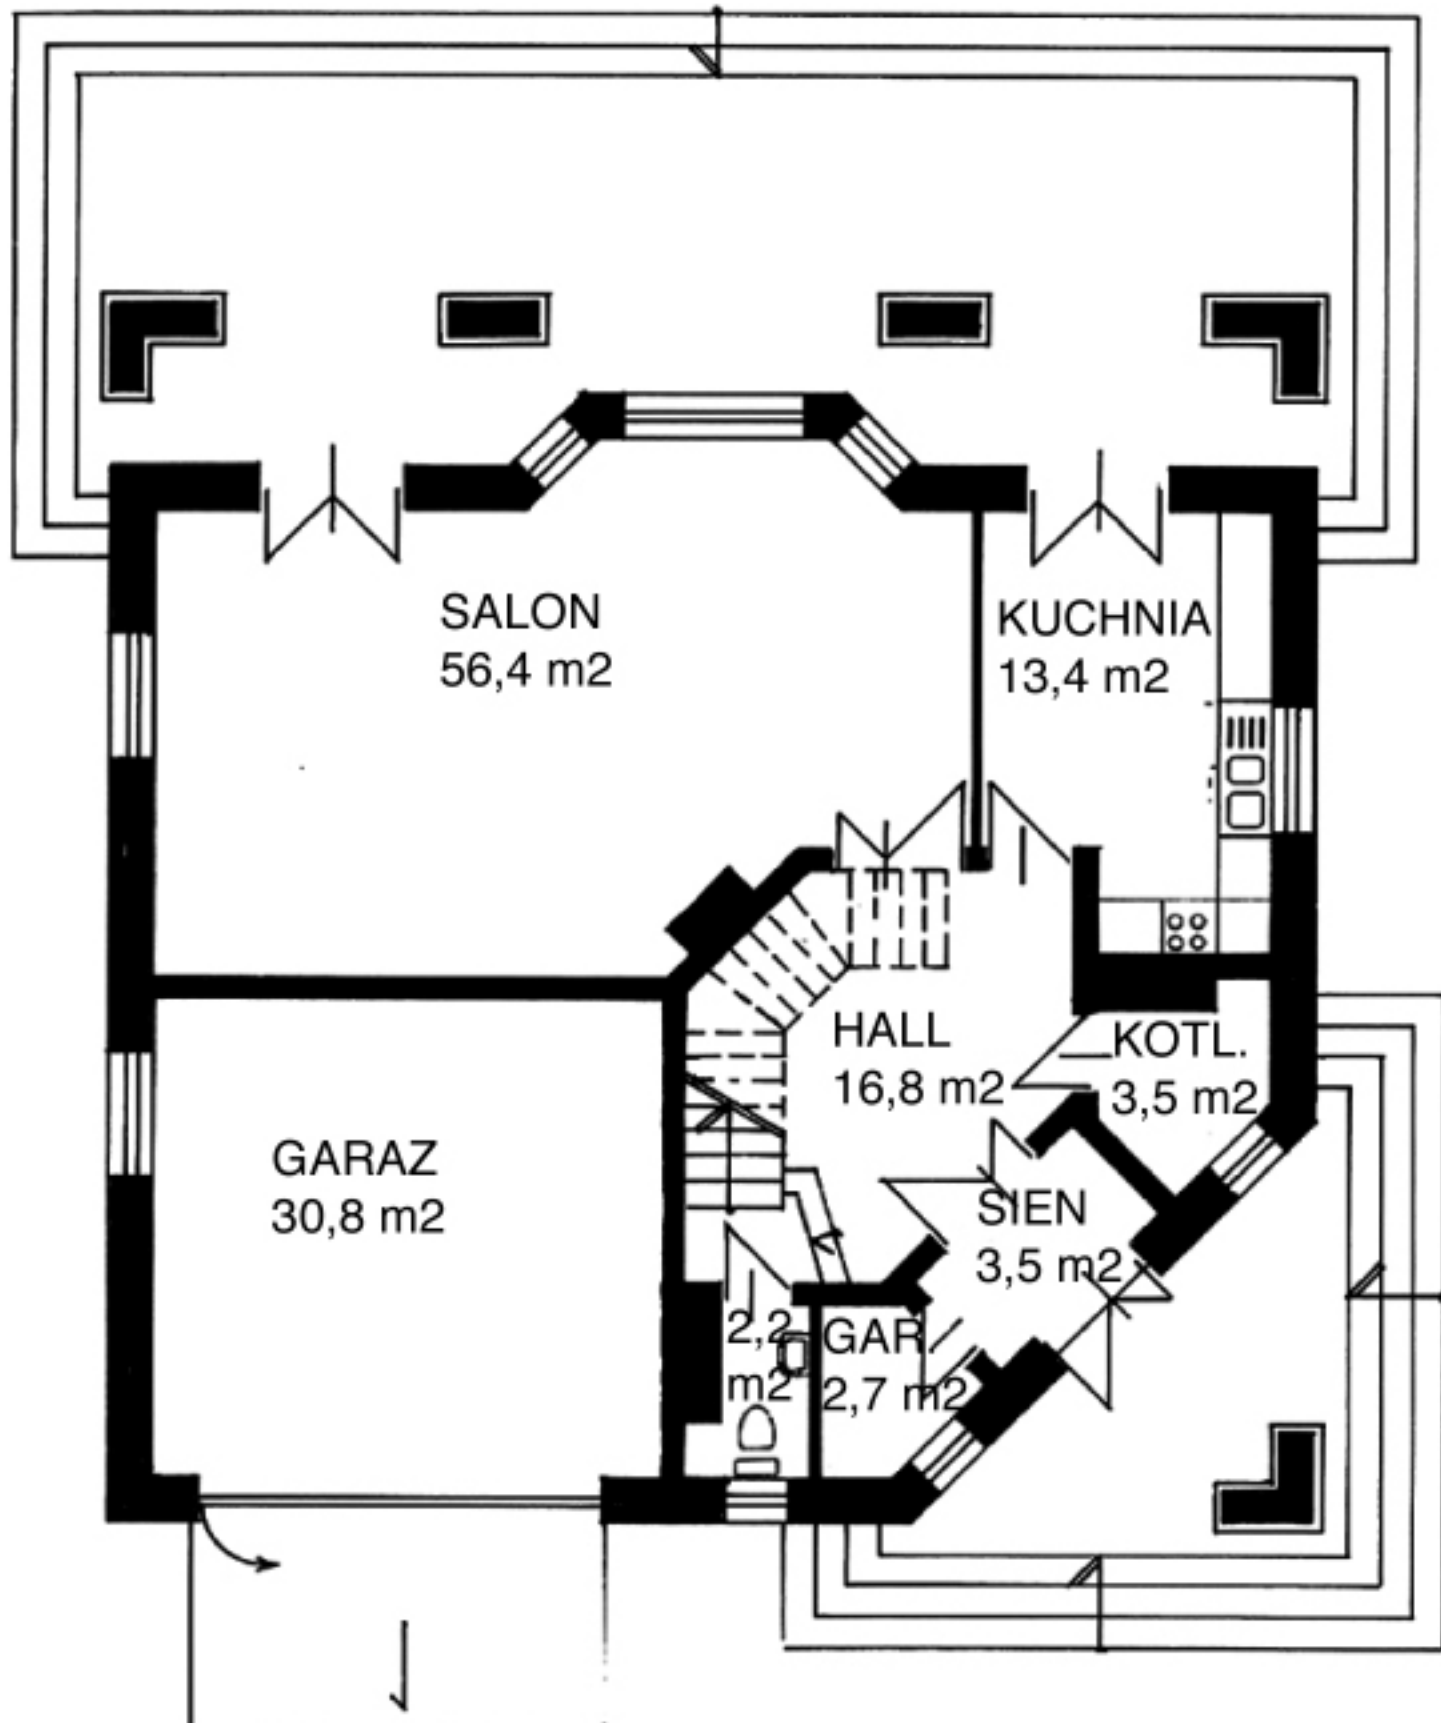 SALON
56,4 m2
KUCHNIA
13,4 m2
HALL
16,8 m2
KOTL.
3,5 m2
GARAZ
30,8 m2
SIEN
3,5 m2
2,2
m2
GAR.
2,7 m2